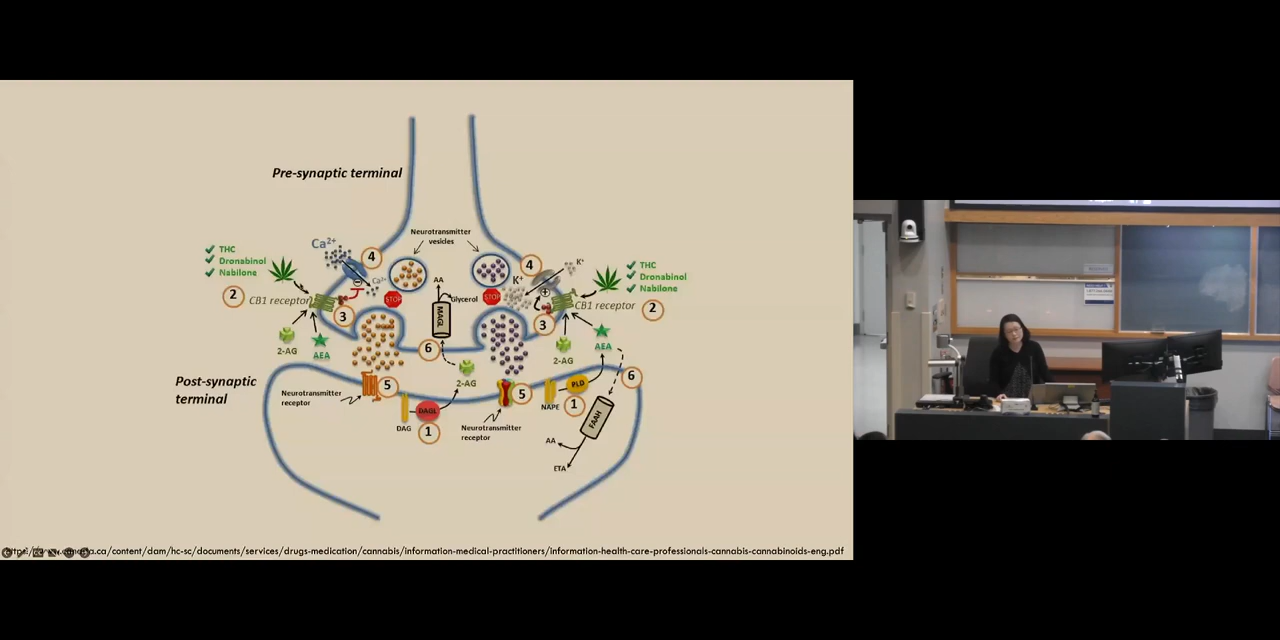 Pre-synaptic terminal
Neurotransmitter
vesicles
THC
Dronabinol
Nabilone
Ca2+
4
Ca2+
STOP
2
CB1 receptor
3
2-AG
AEA
AA
Glycerol
MAGL
6
2-AG
4
K+
K+
STOP
THC
Dronabinol
Nabilone
CB1 receptor
2
3
2-AG
AEA
6
Post-synaptic
terminal
Neurotransmitter
receptor
5
DAG
DAGL
1
5
Neurotransmitter
receptor
NAPE
PLD
1
FAAH
AA
ETA
canada.ca/content/dam/hc-sc/documents/services/drugs-medication/cannabis/information-medical-practitioners/information-health-care-professionals-cannabis-cannabinoids-eng.pdf